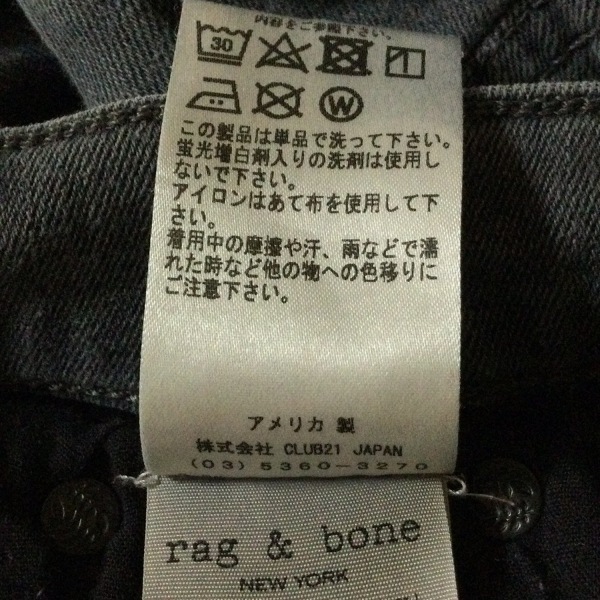 内容をご参照下さい。
30
W
この製品は単品で洗って下さい。
蛍光増白剤入りの洗剤は使用し
ないで下さい。
アイロンはあて布を使用して下
さい。
着用中の摩擦や汗、雨などで濡
れた時など他の物への色移りに
ご注意下さい。
アメリカ 製
株式会社 CLUB21 JAPAN
(03) 5360-3270
rag & bone
NEW YORK